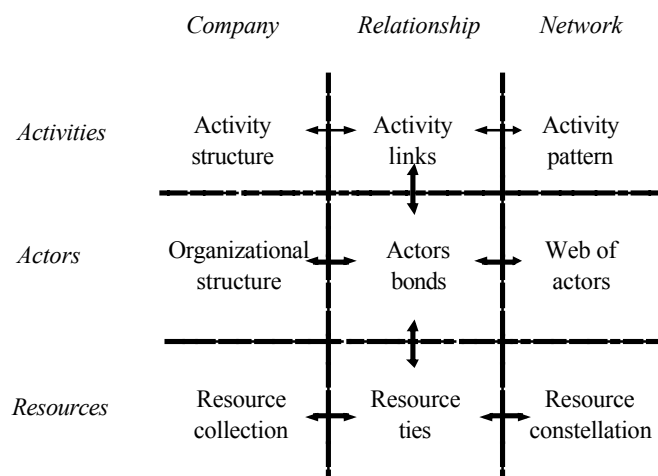 Company Relationship Network
Activities
Activity structure
Activity links
Activity pattern
Actors
Organizational structure
Actors bonds
Web of actors
Resources
Resource collection
Resource ties
Resource constellation